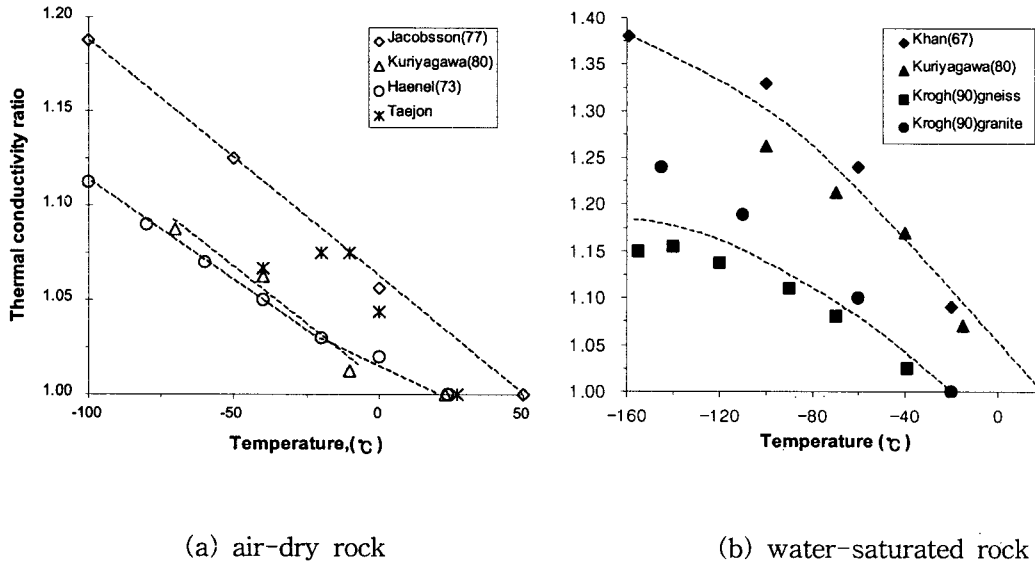 1.20
1.15
1.10
1.05
1.00
Thermal conductivity ratio
-100
-50
0
50
Temperature,(℃)
Jacobsson(77)
Kuriyagawa(80)
Haenel(73)
Taejon
(a) air-dry rock
1.40
1.35
1.30
1.25
1.20
1.15
1.10
1.05
1.00
-160
-120
-80
-40
0
Temperature (℃)
Khan(67)
Kuriyagawa(80)
Krogh(90)gneiss
Krogh(90)granite
(b) water-saturated rock